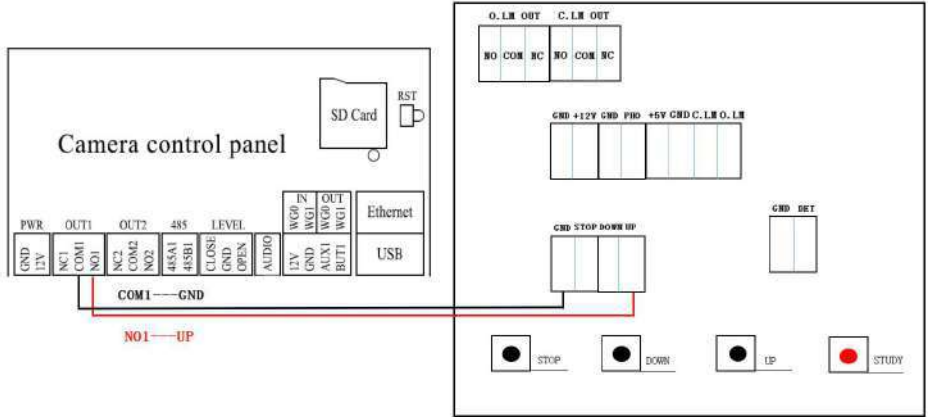 O.LM OUT C.LM OUT
NO COM NC NO COM NC
SD Card
RST
Camera control panel
GND +12V GND PHO +5V GND C.LM O.LM
IN OUT
WG0 WG1 WG0 WG1
Ethernet
PWR OUT1 OUT2 485 LEVEL
GND 12V NC1 COM1 NO1 NC2 COM2 NO2 485A1 485B1 CLOSE GND OPEN AUDIO 12V GND AUX1 BUT1
USB
GND DET
GND STOP DOWN UP
COM1---GND
NO1---UP
STOP DOWN UP STUDY